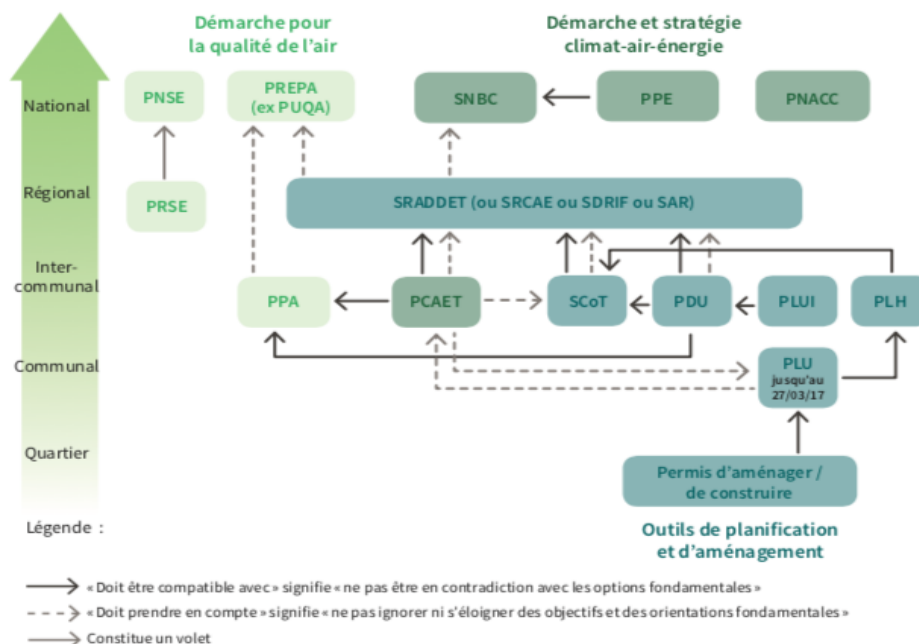 Démarche pour
la qualité de l'air
Démarche et stratégie
climat-air-énergie
National
PNSE
PREPA
(ex PUQA)
SNBC
PPE
PNACC
Régional
PRSE
SRADDET (ou SRCAE ou SDRIF ou SAR)
Inter-
communal
PPA
PCAET
SCoT
PDU
PLUI
PLH
Communal
PLU
jusqu'au
27/03/17
Quartier
Permis d'aménager /
de construire
Légende :
Outils de planification
et d'aménagement
« Doit être compatible avec » signifie « ne pas être en contradiction avec les options fondamentales »
« Doit prendre en compte » signifie « ne pas ignorer ni s'éloigner des objectifs et des orientations fondamentales »
Constitue un volet